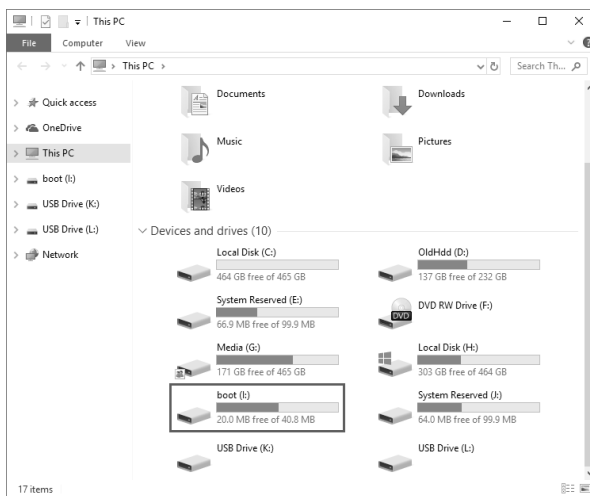 This PC
File Computer View
This PC
Search Th...
Quick access
OneDrive
This PC
boot (I:)
USB Drive (K:)
USB Drive (L:)
Network
Documents
Downloads
Music
Pictures
Videos
Devices and drives (10)
Local Disk (C:)
464 GB free of 465 GB
OldHdd (D:)
137 GB free of 232 GB
System Reserved (E:)
66.9 MB free of 99.9 MB
DVD RW Drive (F:)
DVD
Media (G:)
171 GB free of 465 GB
Local Disk (H:)
303 GB free of 464 GB
boot (I:)
20.0 MB free of 40.8 MB
System Reserved (J:)
64.0 MB free of 99.9 MB
USB Drive (K:)
USB Drive (L:)
17 items